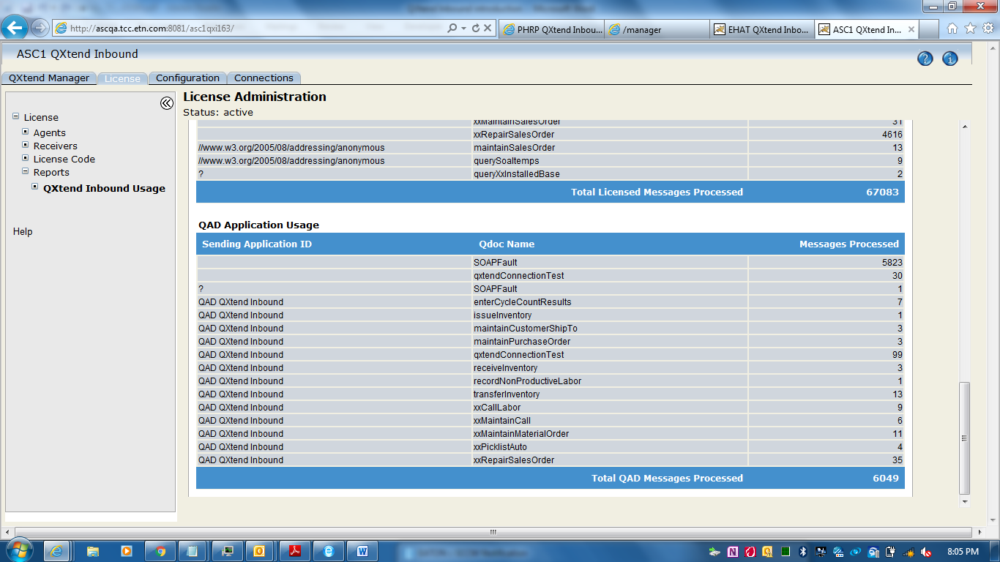 http://ascqa.tcc.etn.com:8081/asc1qxi163/
PHRP QXtend Inbou...
/manager
EHAT QXtend Inbo...
ASC1 QXtend In...
ASC1 QXtend Inbound
QXtend Manager
License
Configuration
Connections
License
Agents
Receivers
License Code
Reports
QXtend Inbound Usage
Help
License Administration
Status: active
xxMaintainSalesOrder 31
xxRepairSalesOrder 4616
//www.w3.org/2005/08/addressing/anonymous maintainSalesOrder 13
//www.w3.org/2005/08/addressing/anonymous querySoaltemps 9
? queryXxInstalledBase 2
Total Licensed Messages Processed 67083
QAD Application Usage
Sending Application ID Qdoc Name Messages Processed
SOAPFault 5823
qxtendConnectionTest 30
? SOAPFault 1
QAD QXtend Inbound enterCycleCountResults 7
QAD QXtend Inbound issueInventory 1
QAD QXtend Inbound maintainCustomerShipTo 3
QAD QXtend Inbound maintainPurchaseOrder 3
QAD QXtend Inbound qxtendConnectionTest 99
QAD QXtend Inbound receiveInventory 3
QAD QXtend Inbound recordNonProductiveLabor 1
QAD QXtend Inbound transferInventory 13
QAD QXtend Inbound xxCallLabor 9
QAD QXtend Inbound xxMaintainCall 6
QAD QXtend Inbound xxMaintainMaterialOrder 11
QAD QXtend Inbound xxPicklistAuto 4
QAD QXtend Inbound xxRepairSalesOrder 35
Total QAD Messages Processed 6049
8:05 PM